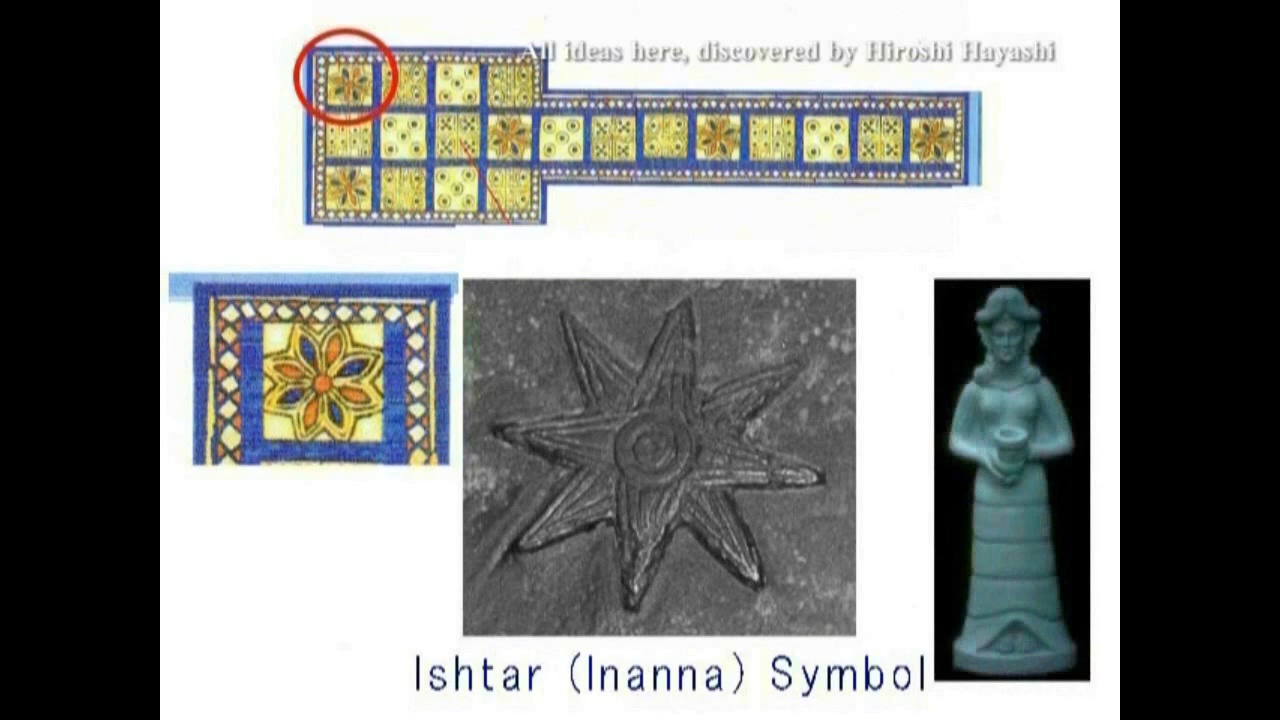 All ideas here, discovered by Hiroshi Hayashi
Ishtar (Inanna) Symbol